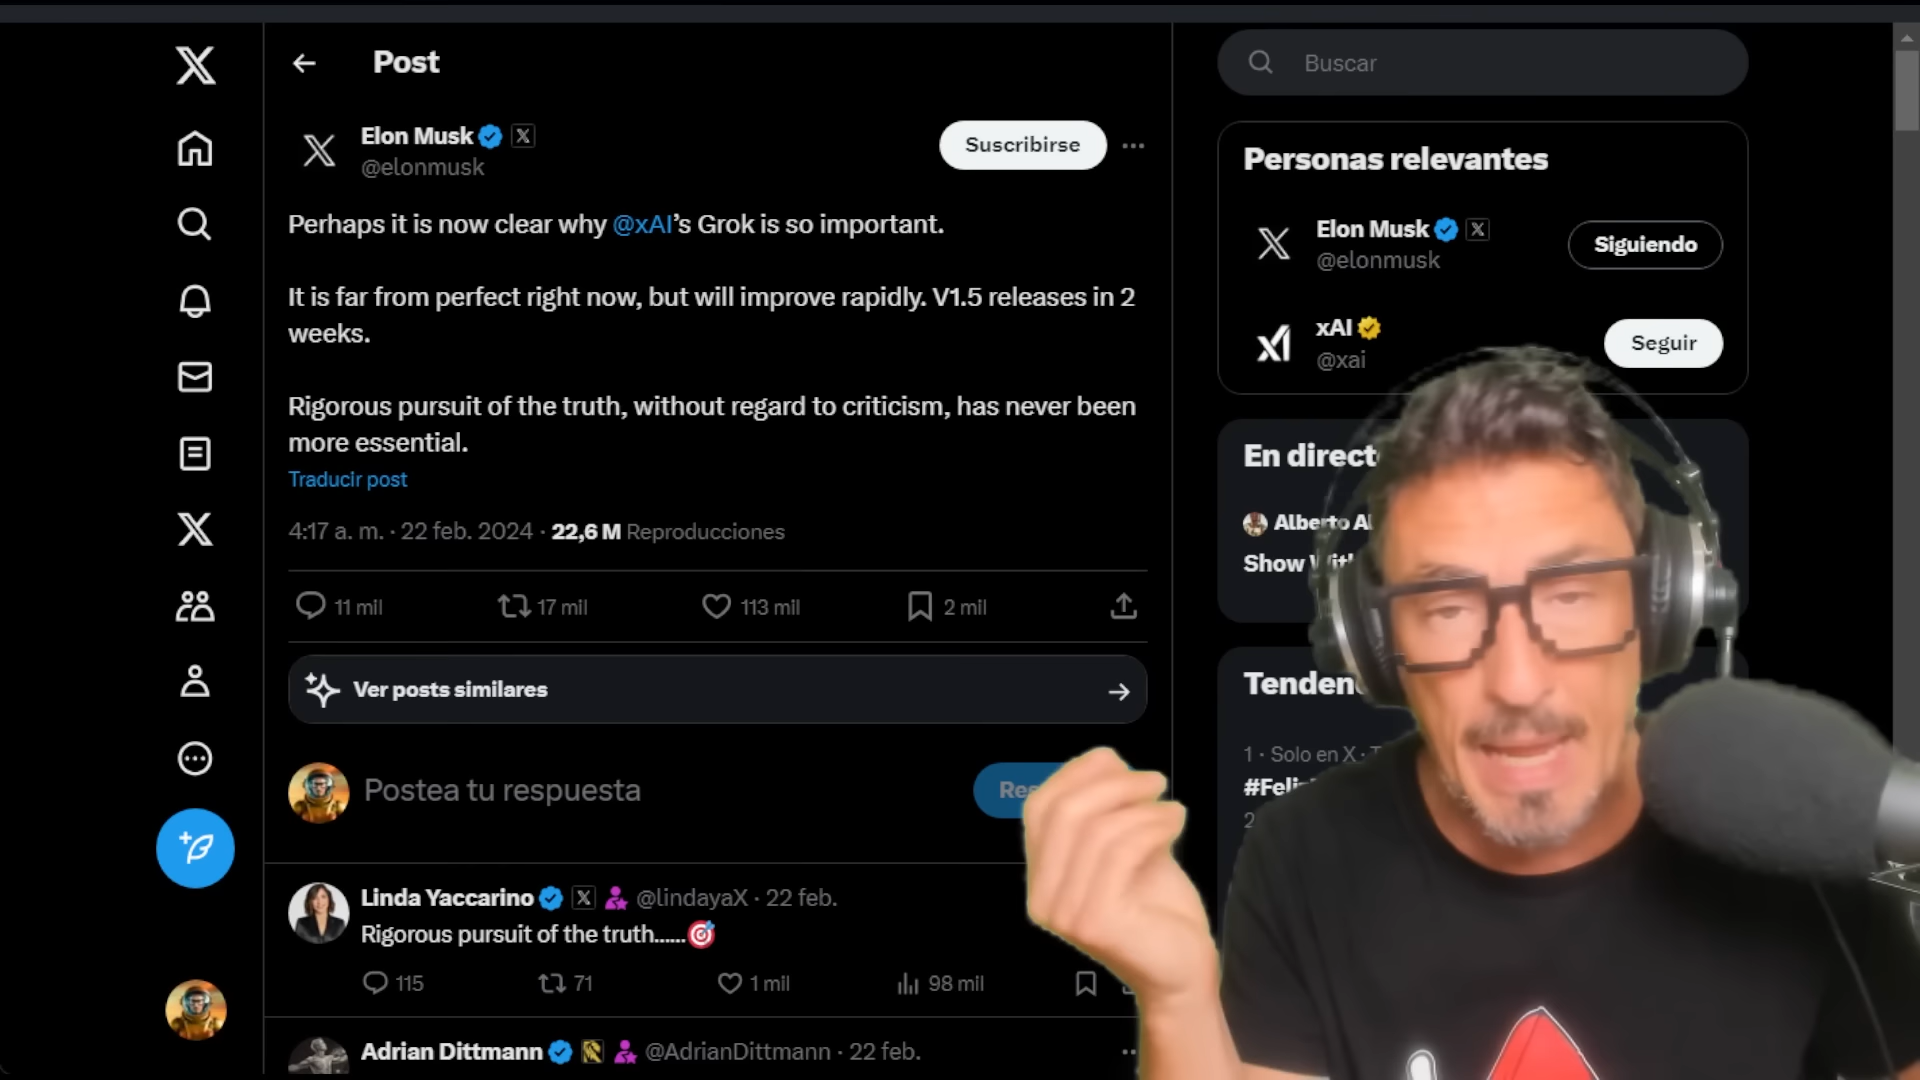 Post
Elon Musk
@elonmusk
Suscribirse
Perhaps it is now clear why @xAI's Grok is so important.
It is far from perfect right now, but will improve rapidly. V1.5 releases in 2
weeks.
Rigorous pursuit of the truth, without regard to criticism, has never been
more essential.
Traducir post
4:17 a. m. · 22 feb. 2024 · 22,6 M Reproducciones
11 mil 17 mil 113 mil 2 mil
Ver posts similares
Postea tu respuesta
Linda Yaccarino @lindayaX · 22 feb.
Rigorous pursuit of the truth......🎯
115 71 1 mil 98 mil
Adrian Dittmann @AdrianDittmann · 22 feb.
Buscar
Personas relevantes
Elon Musk
@elonmusk
Siguiendo
xAI
@xai
Seguir
En direct
Alberto
Show
1 · Solo en X ·
2